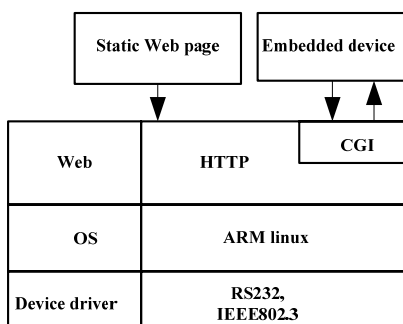 Static Web page
Embedded device
Web
HTTP
CGI
OS
ARM linux
Device driver
RS232,
IEEE802.3